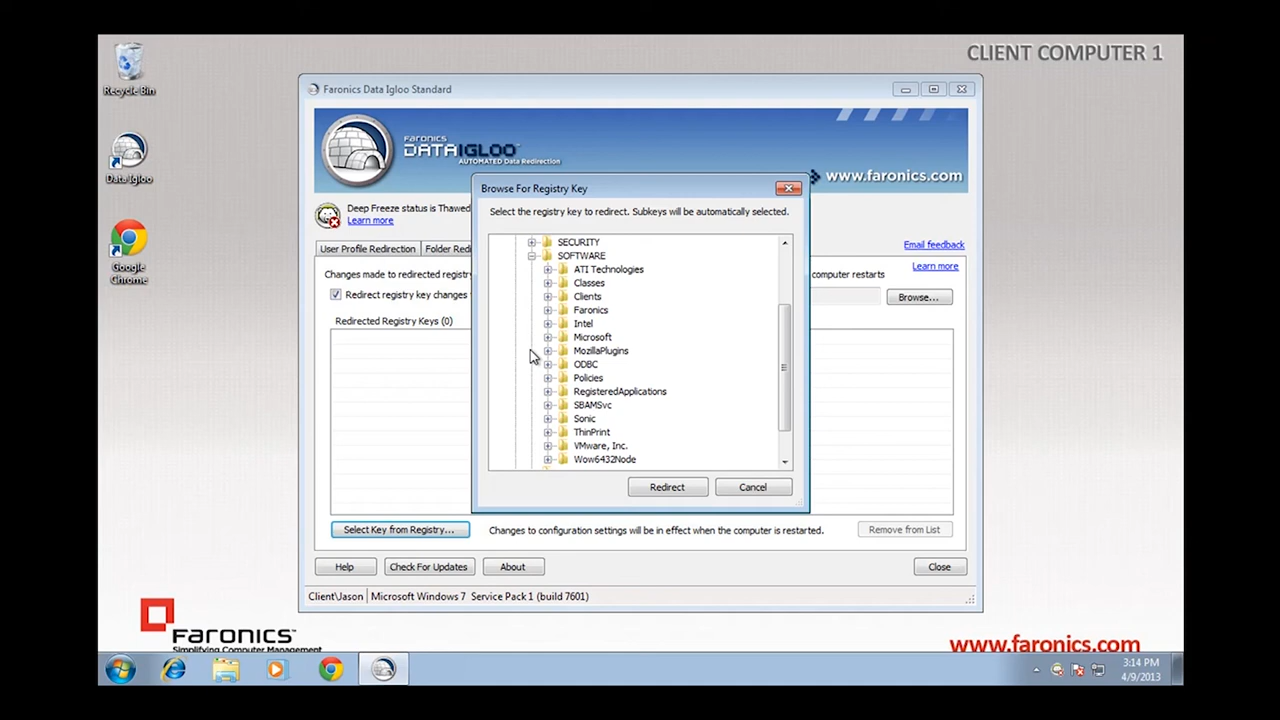 CLIENT COMPUTER 1
Recycle Bin
Data Igloo
Google
Chrome
Faronics Data Igloo Standard
FARONICS
DATAIGLOO™
AUTOMATED Data Redirection
www.faronics.com
Deep Freeze status is Thawed
Learn more
Email feedback
User Profile Redirection
Folder Redi
Learn more
Changes made to redirected registry
computer restarts
Redirect registry key changes
Browse...
Redirected Registry Keys (0)
Browse For Registry Key
Select the registry key to redirect. Subkeys will be automatically selected.
SECURITY
SOFTWARE
ATI Technologies
Classes
Clients
Faronics
Intel
Microsoft
MozillaPlugins
ODBC
Policies
RegisteredApplications
SBAMSvc
Sonic
ThinPrint
VMware, Inc.
Wow6432Node
Redirect
Cancel
Select Key from Registry...
Changes to configuration settings will be in effect when the computer is restarted.
Remove from List
Help
Check For Updates
About
Close
Client\Jason
Microsoft Windows 7 Service Pack 1 (build 7601)
FARONICS™
Simplifying Computer Management
www.faronics.com
3:14 PM
4/9/2013